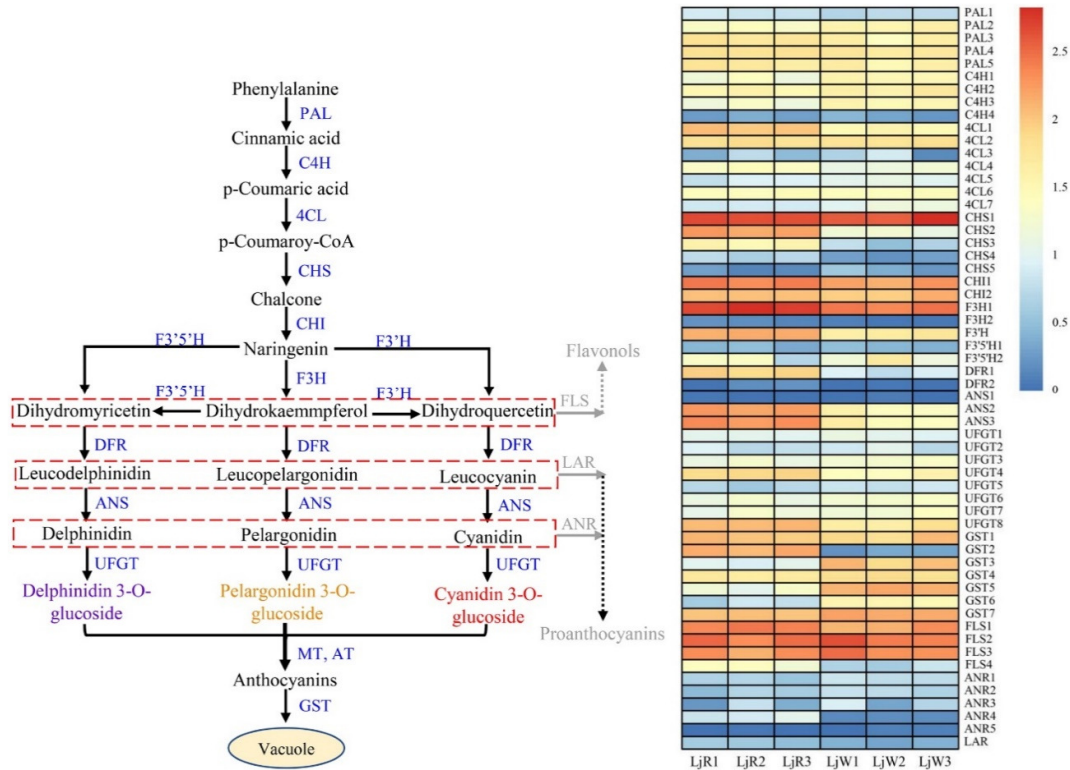 Phenylalanine
PAL
Cinnamic acid
C4H
p-Coumaric acid
4CL
p-Coumaroy-CoA
CHS
Chalcone
CHI
F3'5'H
Naringenin
F3'H
F3H
Flavonols
F3'5'H
F3'H
Dihydromyricetin
Dihydrokaemmpferol
Dihydroquercetin
FLS
DFR
DFR
DFR
Leucodelphinidin
Leucopelargonidin
Leucocyanin
LAR
ANS
ANS
ANS
Delphinidin
Pelargonidin
Cyanidin
ANR
UFGT
UFGT
UFGT
Delphinidin 3-O-
glucoside
Pelargonidin 3-O-
glucoside
Cyanidin 3-O-
glucoside
Proanthocyanins
MT, AT
Anthocyanins
GST
Vacuole
PAL1
PAL2
PAL3
PAL4
PAL5
C4H1
C4H2
C4H3
C4H4
4CL1
4CL2
4CL3
4CL4
4CL5
4CL6
4CL7
CHS1
CHS2
CHS3
CHS4
CHS5
CHI1
CHI2
F3H1
F3H2
F3'H
F3'5'H1
F3'5'H2
DFR1
DFR2
ANS1
ANS2
ANS3
UFGT1
UFGT2
UFGT3
UFGT4
UFGT5
UFGT6
UFGT7
UFGT8
GST1
GST2
GST3
GST4
GST5
GST6
GST7
FLS1
FLS2
FLS3
FLS4
ANR1
ANR2
ANR3
ANR4
ANR5
LAR
LjR1 LjR2 LjR3 LjW1 LjW2 LjW3
2.5
2
1.5
1
0.5
0